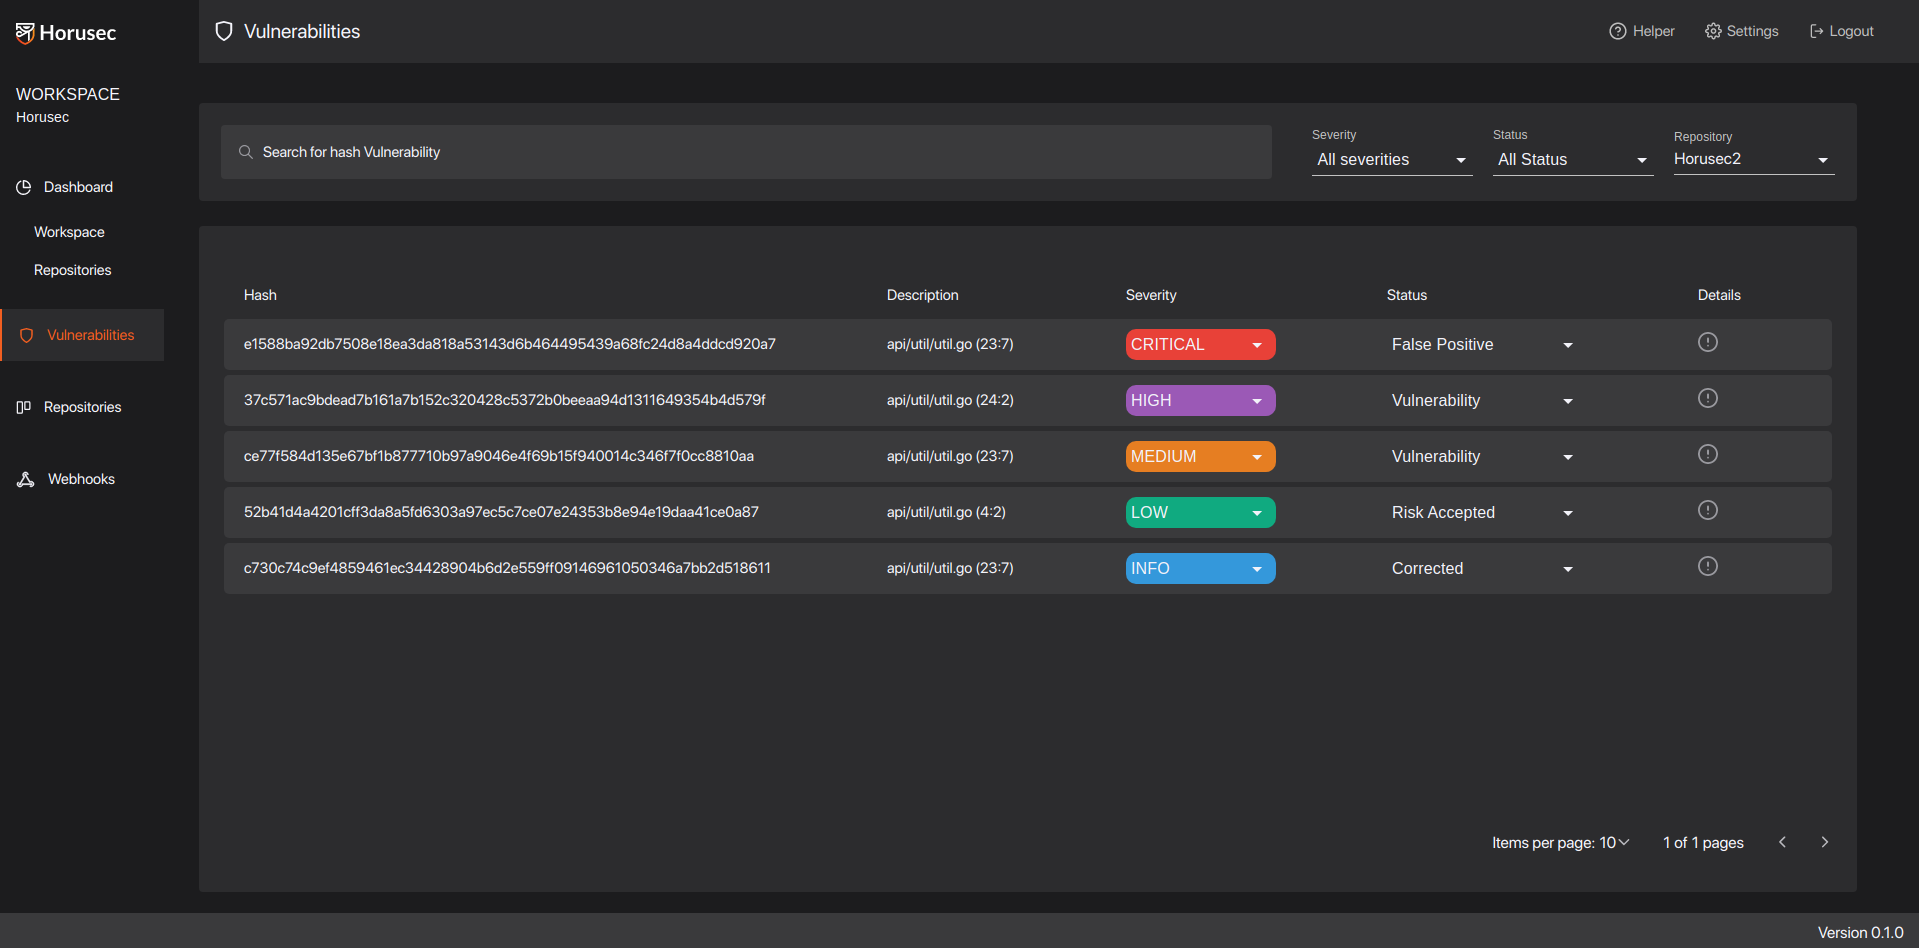 Horusec
Vulnerabilities
Helper
Settings
Logout
WORKSPACE
Horusec
Dashboard
Workspace
Repositories
Vulnerabilities
Repositories
Webhooks
Search for hash Vulnerability
Severity
All severities
Status
All Status
Repository
Horusec2
Hash Description Severity Status Details
e1588ba92db7508e18ea3da818a53143d6b464495439a68fc24d8a4ddcd920a7 api/util/util.go (23:7) CRITICAL False Positive
37c571ac9bdead7b161a7b152c320428c5372b0beeaa94d1311649354b4d579f api/util/util.go (24:2) HIGH Vulnerability
ce77f584d135e67bf1b877710b97a9046e4f69b15f940014c346f7f0cc8810aa api/util/util.go (23:7) MEDIUM Vulnerability
52b41d4a4201cff3da8a5fd6303a97ec5c7ce07e24353b8e94e19daa41ce0a87 api/util/util.go (4:2) LOW Risk Accepted
c730c74c9ef4859461ec34428904b6d2e559ff09146961050346a7bb2d518611 api/util/util.go (23:7) INFO Corrected
Items per page: 10 1 of 1 pages
Version 0.1.0